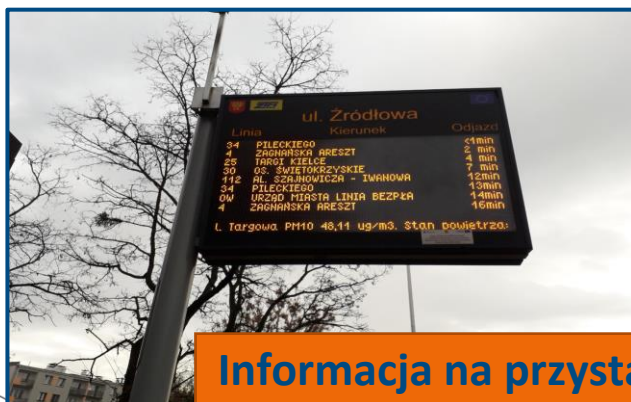 ul. Źródłowa
Linia Kierunek Odjazd
34 PILECKIEGO <1min
4 ZAGNAŃSKA ARESZT 2 min
25 TARGI KIELCE 4 min
30 OS. ŚWIĘTOKRZYSKIE 7 min
112 AL. SZAJNOWICZA - IWANOWA 12min
34 PILECKIEGO 13min
0W URZĄD MIASTA LINIA BEZPŁA 14min
4 ZAGNAŃSKA ARESZT 16min
l. Targowa PM10 48,11 ug/m3. Stan powietrza:
Informacja na przysta